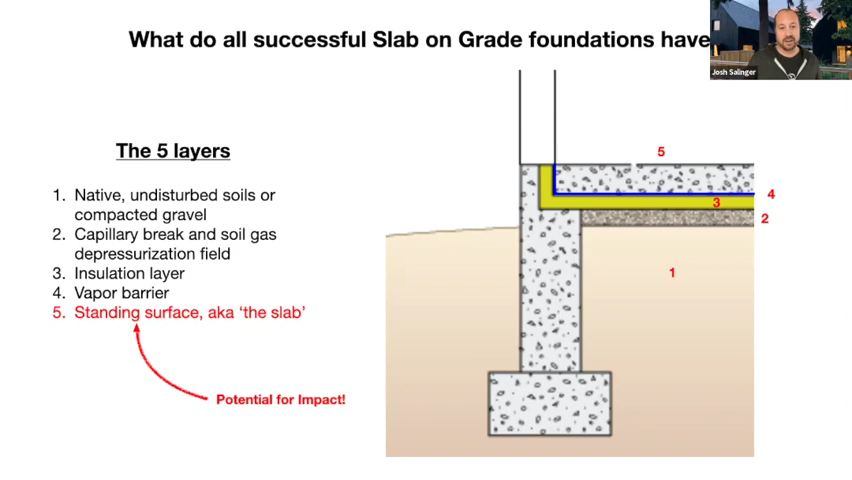 What do all successful Slab on Grade foundations have
Josh Salinger
The 5 layers
1. Native, undisturbed soils or
compacted gravel
2. Capillary break and soil gas
depressurization field
3. Insulation layer
4. Vapor barrier
5. Standing surface, aka ‘the slab’
Potential for Impact!
5
4
3
2
1